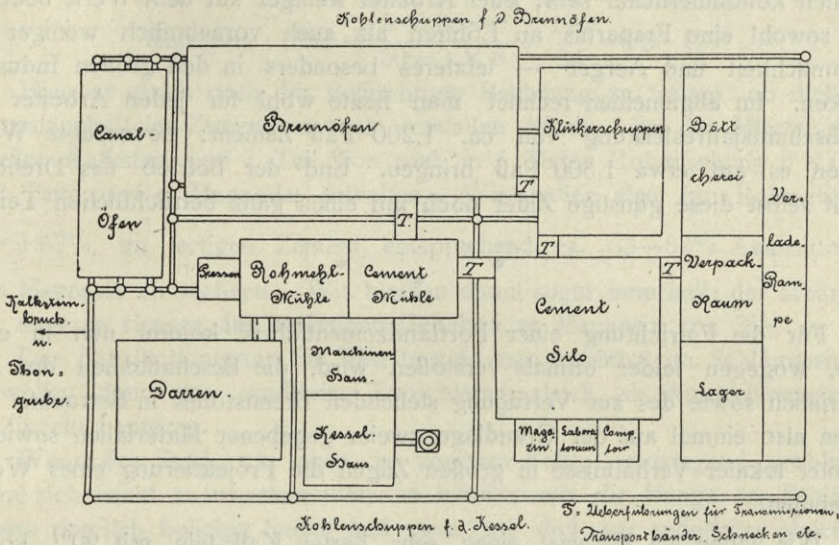 Kohlenschuppen f. d. Brennöfen.
Canal
Öfen
Brennöfen
Klinkerschuppen
Bött
cherei
Ver-
lade-
Ram-
pe
T
T
T
T
T
Pressen
Rohmehl-
Mühle
Cement
Mühle
Verpack-
Raum
u.
Lager
Kalkstein-
bruch
u
Thon-
grube.
Maschinen
Haus.
Darren.
Cement
Silo
Kessel
Haus
Maga
zin
Labora
torium
Comp
toir
Kohlenschuppen f. d. Kessel.
T = Ueberführungen für Transmissionen,
Transportbänder, Schnecken etc.